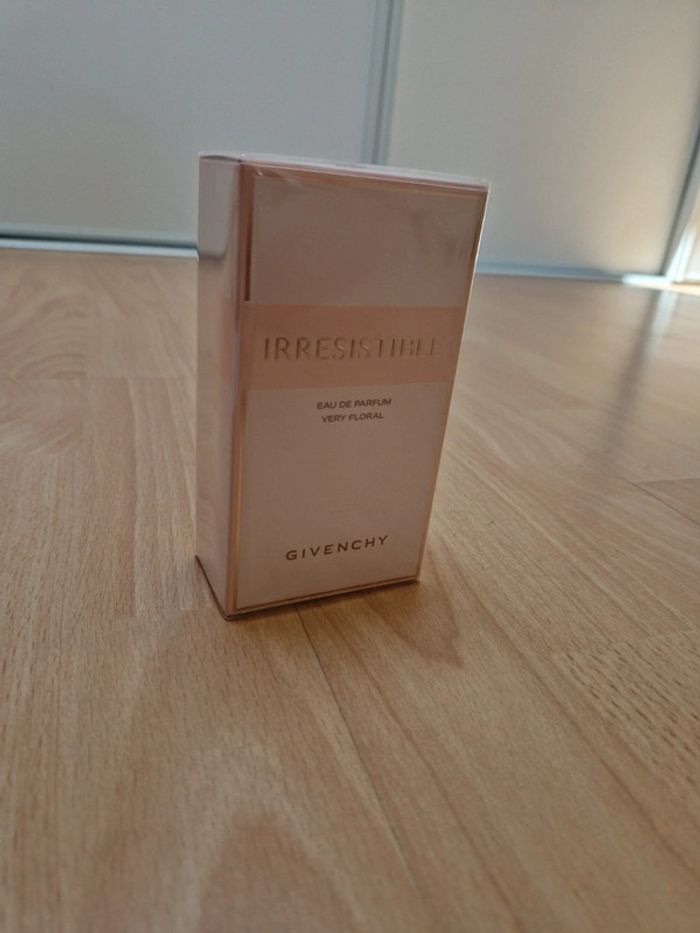 IRRESISTIBLE
EAU DE PARFUM
VERY FLORAL
GIVENCHY